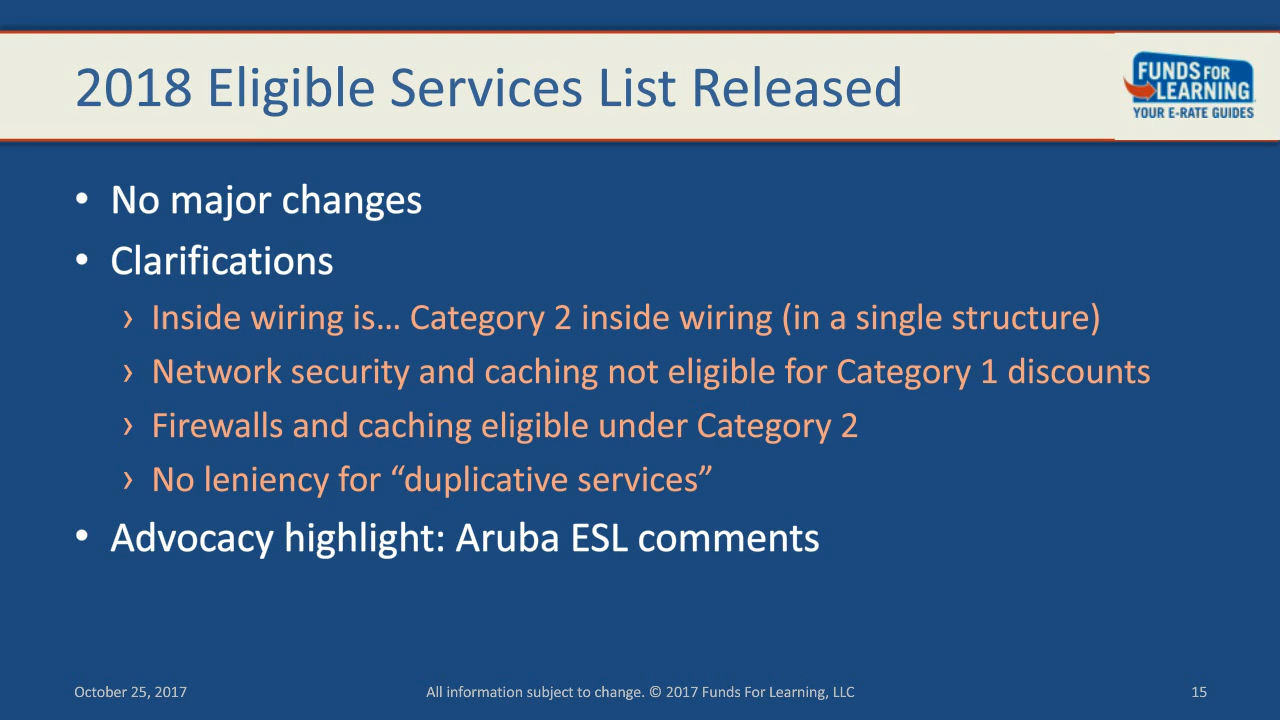 2018 Eligible Services List Released
FUNDS FOR
LEARNING
YOUR E-RATE GUIDES
• No major changes
• Clarifications
› Inside wiring is… Category 2 inside wiring (in a single structure)
› Network security and caching not eligible for Category 1 discounts
› Firewalls and caching eligible under Category 2
› No leniency for “duplicative services”
• Advocacy highlight: Aruba ESL comments
October 25, 2017
All information subject to change. © 2017 Funds For Learning, LLC
15